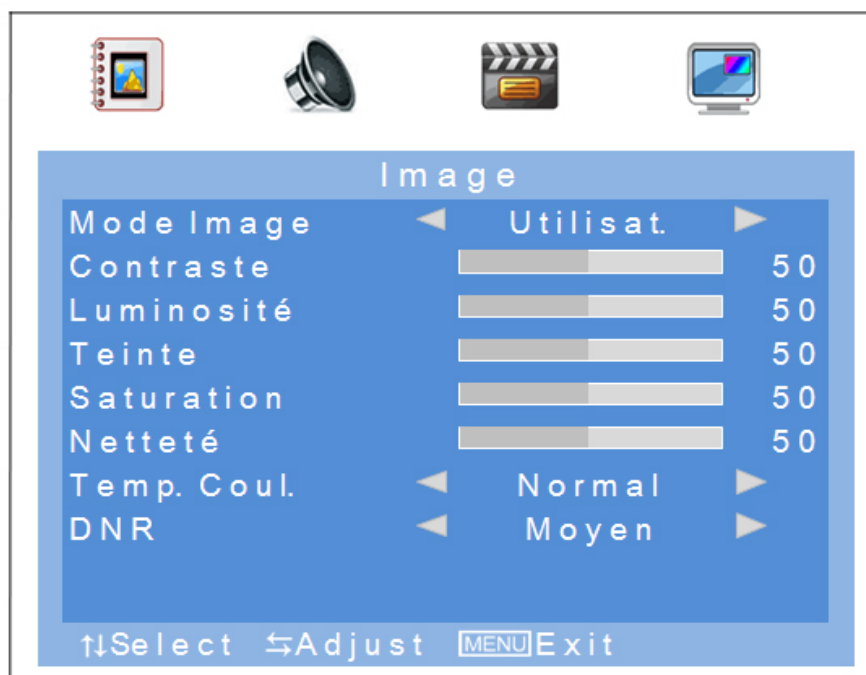 Image
Mode Image Utilisat.
Contraste 50
Luminosité 50
Teinte 50
Saturation 50
Netteté 50
Temp. Coul. Normal
DNR Moyen
↑↓Select ⇆Adjust MENU Exit